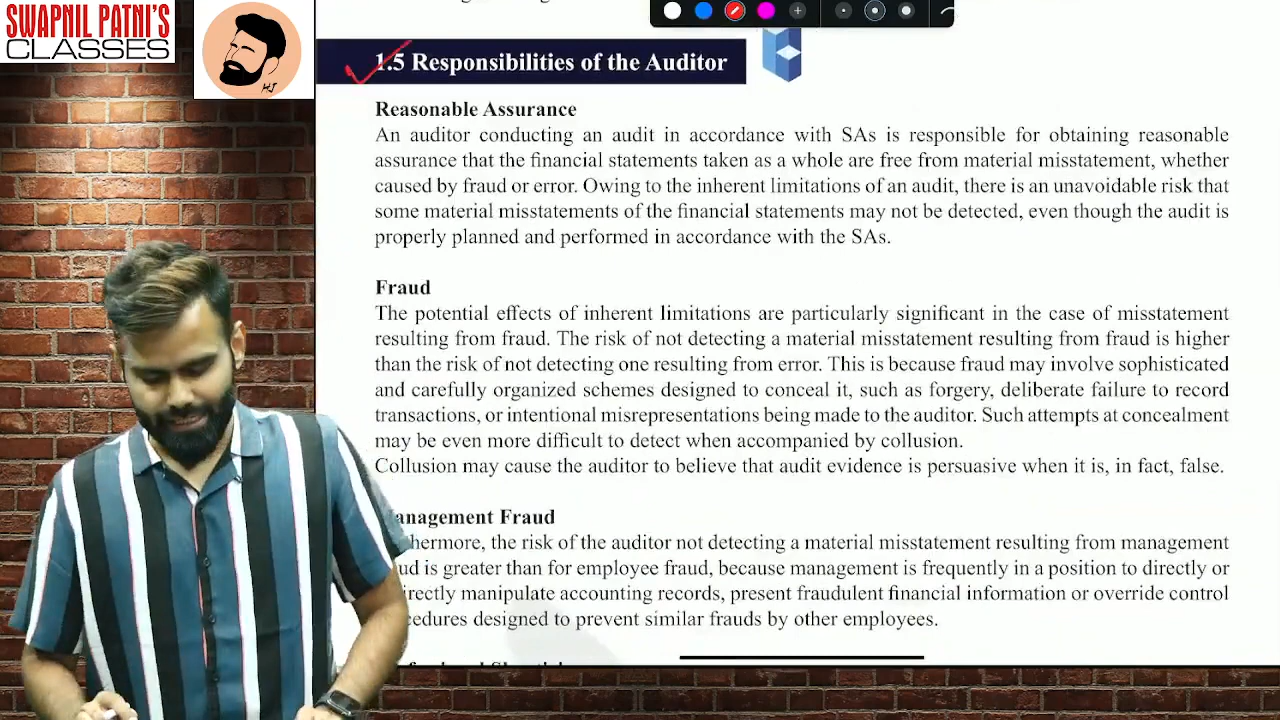 SWAPNIL PATNI'S
CLASSES
1.5 Responsibilities of the Auditor
Reasonable Assurance
An auditor conducting an audit in accordance with SAs is responsible for obtaining reasonable
assurance that the financial statements taken as a whole are free from material misstatement, whether
caused by fraud or error. Owing to the inherent limitations of an audit, there is an unavoidable risk that
some material misstatements of the financial statements may not be detected, even though the audit is
properly planned and performed in accordance with the SAs.
Fraud
The potential effects of inherent limitations are particularly significant in the case of misstatement
resulting from fraud. The risk of not detecting a material misstatement resulting from fraud is higher
than the risk of not detecting one resulting from error. This is because fraud may involve sophisticated
and carefully organized schemes designed to conceal it, such as forgery, deliberate failure to record
transactions, or intentional misrepresentations being made to the auditor. Such attempts at concealment
may be even more difficult to detect when accompanied by collusion.
Collusion may cause the auditor to believe that audit evidence is persuasive when it is, in fact, false.
anagement Fraud
hermore, the risk of the auditor not detecting a material misstatement resulting from management
ud is greater than for employee fraud, because management is frequently in a position to directly or
irectly manipulate accounting records, present fraudulent financial information or override control
cedures designed to prevent similar frauds by other employees.